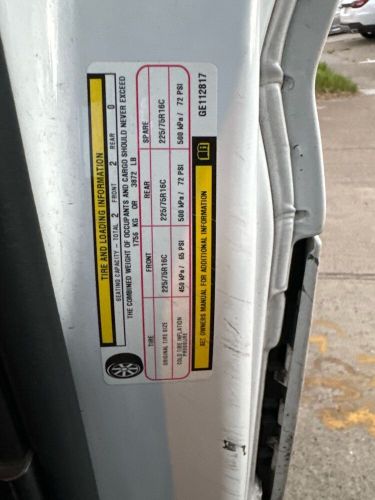 TIRE AND LOADING INFORMATION
SEATING CAPACITY - TOTAL 2 FRONT 2 REAR 0
THE COMBINED WEIGHT OF OCCUPANTS AND CARGO SHOULD NEVER EXCEED
1756 KG OR 3872 LB
TIRE FRONT REAR SPARE
ORIGINAL TIRE SIZE 225/75R16C 225/75R16C 225/75R16C
COLD TIRE INFLATION PRESSURE 450 kPa/ 65 PSI 500 kPa/ 72 PSI 500 kPa/ 72 PSI
SEE OWNERS MANUAL FOR ADDITIONAL INFORMATION
GE112817